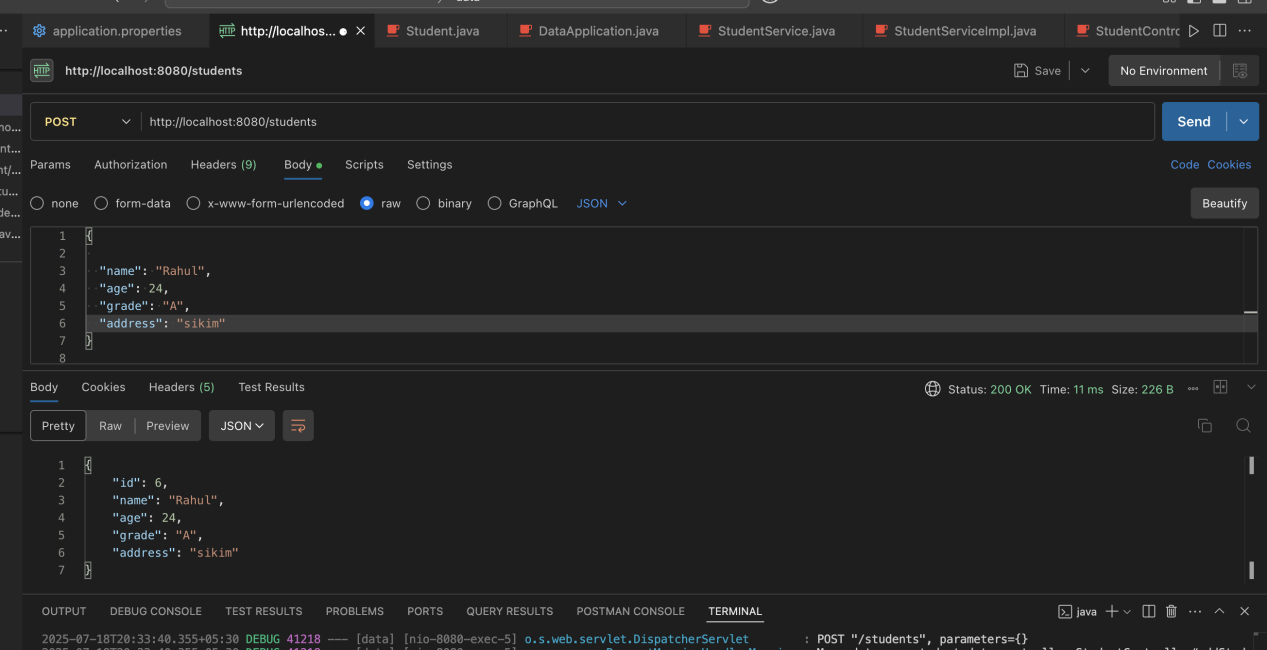 application.properties
http://localhos...
Student.java
DataApplication.java
StudentService.java
StudentServiceImpl.java
StudentContro
HTTP http://localhost:8080/students
Save
No Environment
POST http://localhost:8080/students
Send
Params Authorization Headers (9) Body Scripts Settings
Code Cookies
none form-data x-www-form-urlencoded raw binary GraphQL JSON
Beautify
1 {
2
3 "name": "Rahul",
4 "age": 24,
5 "grade": "A",
6 "address": "sikim"
7 }
8
Body Cookies Headers (5) Test Results
Status: 200 OK Time: 11 ms Size: 226 B
Pretty Raw Preview JSON
1 {
2 "id": 6,
3 "name": "Rahul",
4 "age": 24,
5 "grade": "A",
6 "address": "sikim"
7 }
OUTPUT DEBUG CONSOLE TEST RESULTS PROBLEMS PORTS QUERY RESULTS POSTMAN CONSOLE TERMINAL
java
2025-07-18T20:33:40.355+05:30 DEBUG 41218 --- [data] [nio-8080-exec-5] o.s.web.servlet.DispatcherServlet : POST "/students", parameters={}